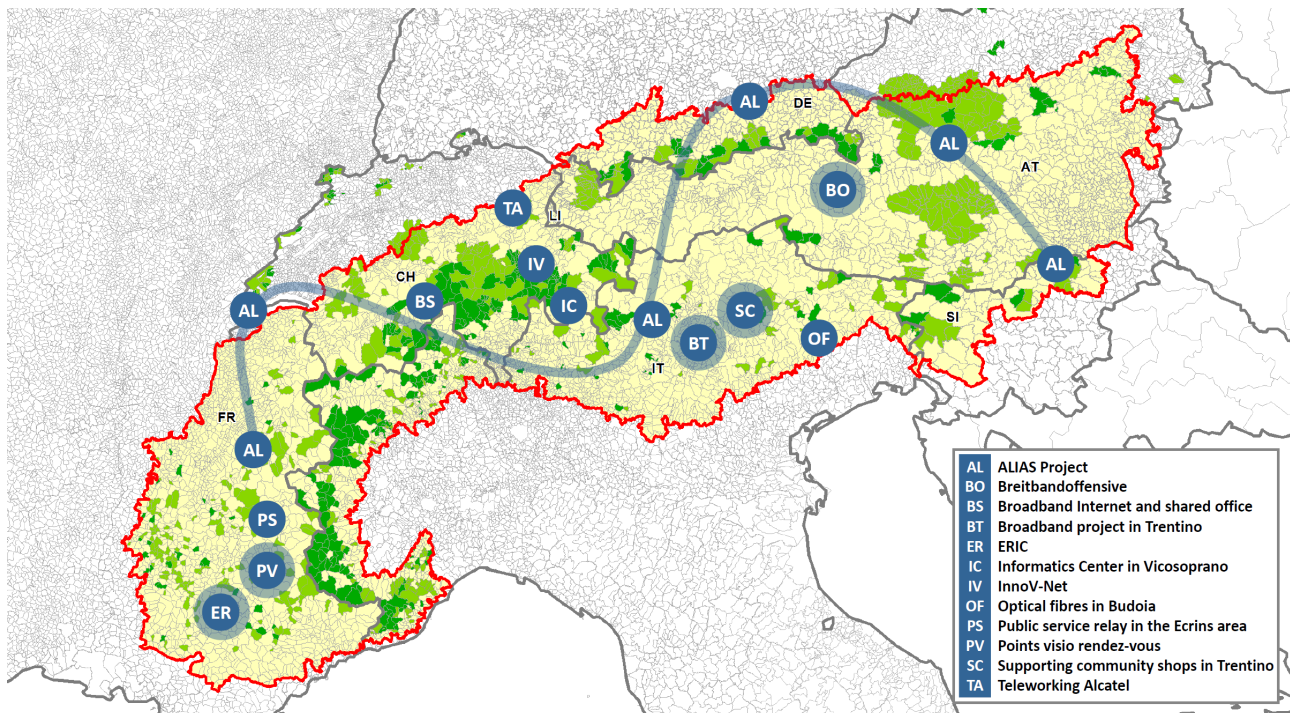 AL
DE
AL
AT
BO
TA
LI
IV
CH
AL
BS
IC
AL
AL
SC
SI
BT
OF
IT
FR
AL
PS
PV
ER
AL ALIAS Project
BO Breitbandoffensive
BS Broadband Internet and shared office
BT Broadband project in Trentino
ER ERIC
IC Informatics Center in Vicosoprano
IV InnoV-Net
OF Optical fibres in Budoia
PS Public service relay in the Ecrins area
PV Points visio rendez-vous
SC Supporting community shops in Trentino
TA Teleworking Alcatel